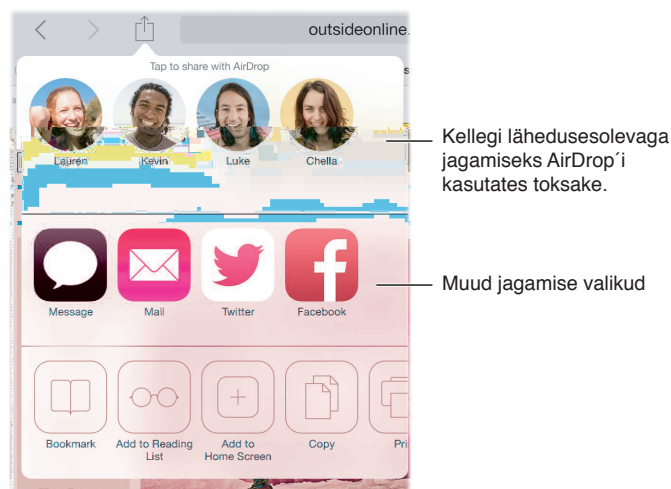 outsideonline.
Tap to share with AirDrop
Lauren Kevin Luke Chella
Kellegi lähedusesolevaga
jagamiseks AirDrop´i
kasutates toksake.
Message Mail Twitter Facebook
Muud jagamise valikud
Bookmark Add to Reading List Add to Home Screen Copy Pri